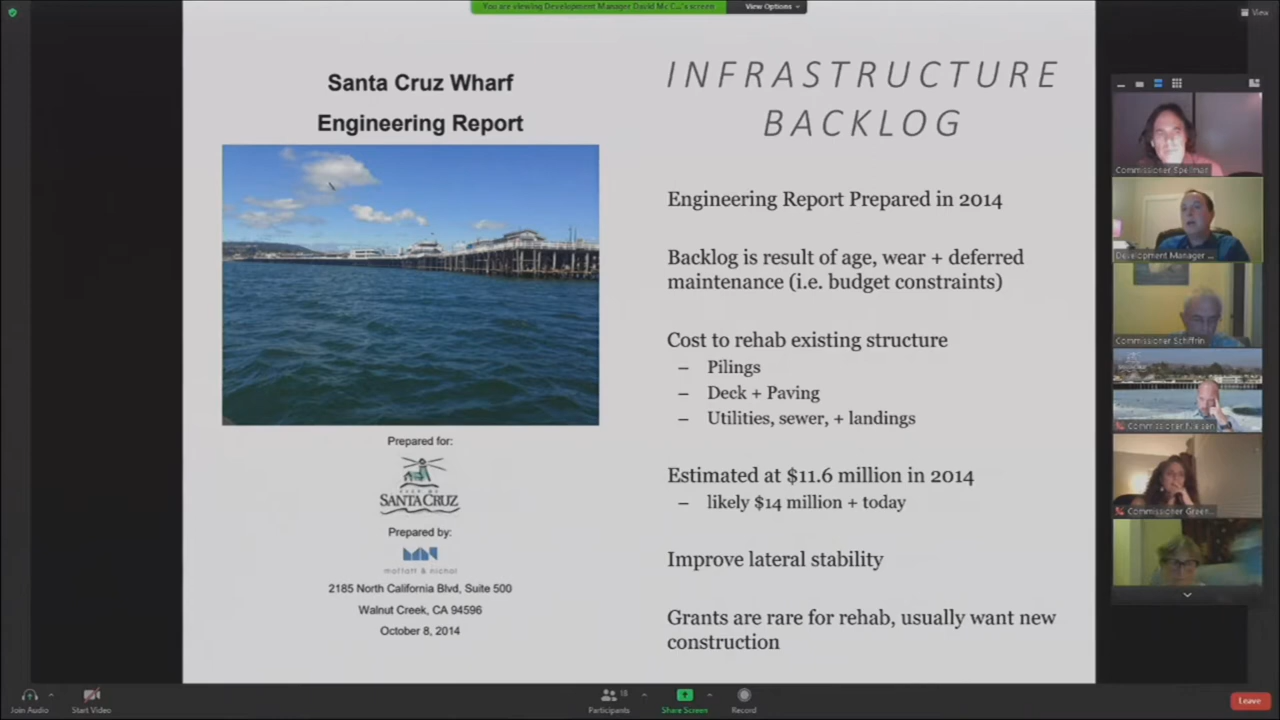 You are viewing Development Manager David Mc C...'s screen
View Options
View
Santa Cruz Wharf
Engineering Report
Prepared for:
CITY OF
SANTA CRUZ
Prepared by:
moffatt & nichol
2185 North California Blvd, Suite 500
Walnut Creek, CA 94596
October 8, 2014
INFRASTRUCTURE
BACKLOG
Engineering Report Prepared in 2014
Backlog is result of age, wear + deferred
maintenance (i.e. budget constraints)
Cost to rehab existing structure
– Pilings
– Deck + Paving
– Utilities, sewer, + landings
Estimated at $11.6 million in 2014
– likely $14 million + today
Improve lateral stability
Grants are rare for rehab, usually want new
construction
Commissioner Spellman
Development Manager ...
Commissioner Schiffrin
Commissioner Nielsen
Commissioner Green...
Join Audio
Start Video
Participants
18
Share Screen
Record
Leave